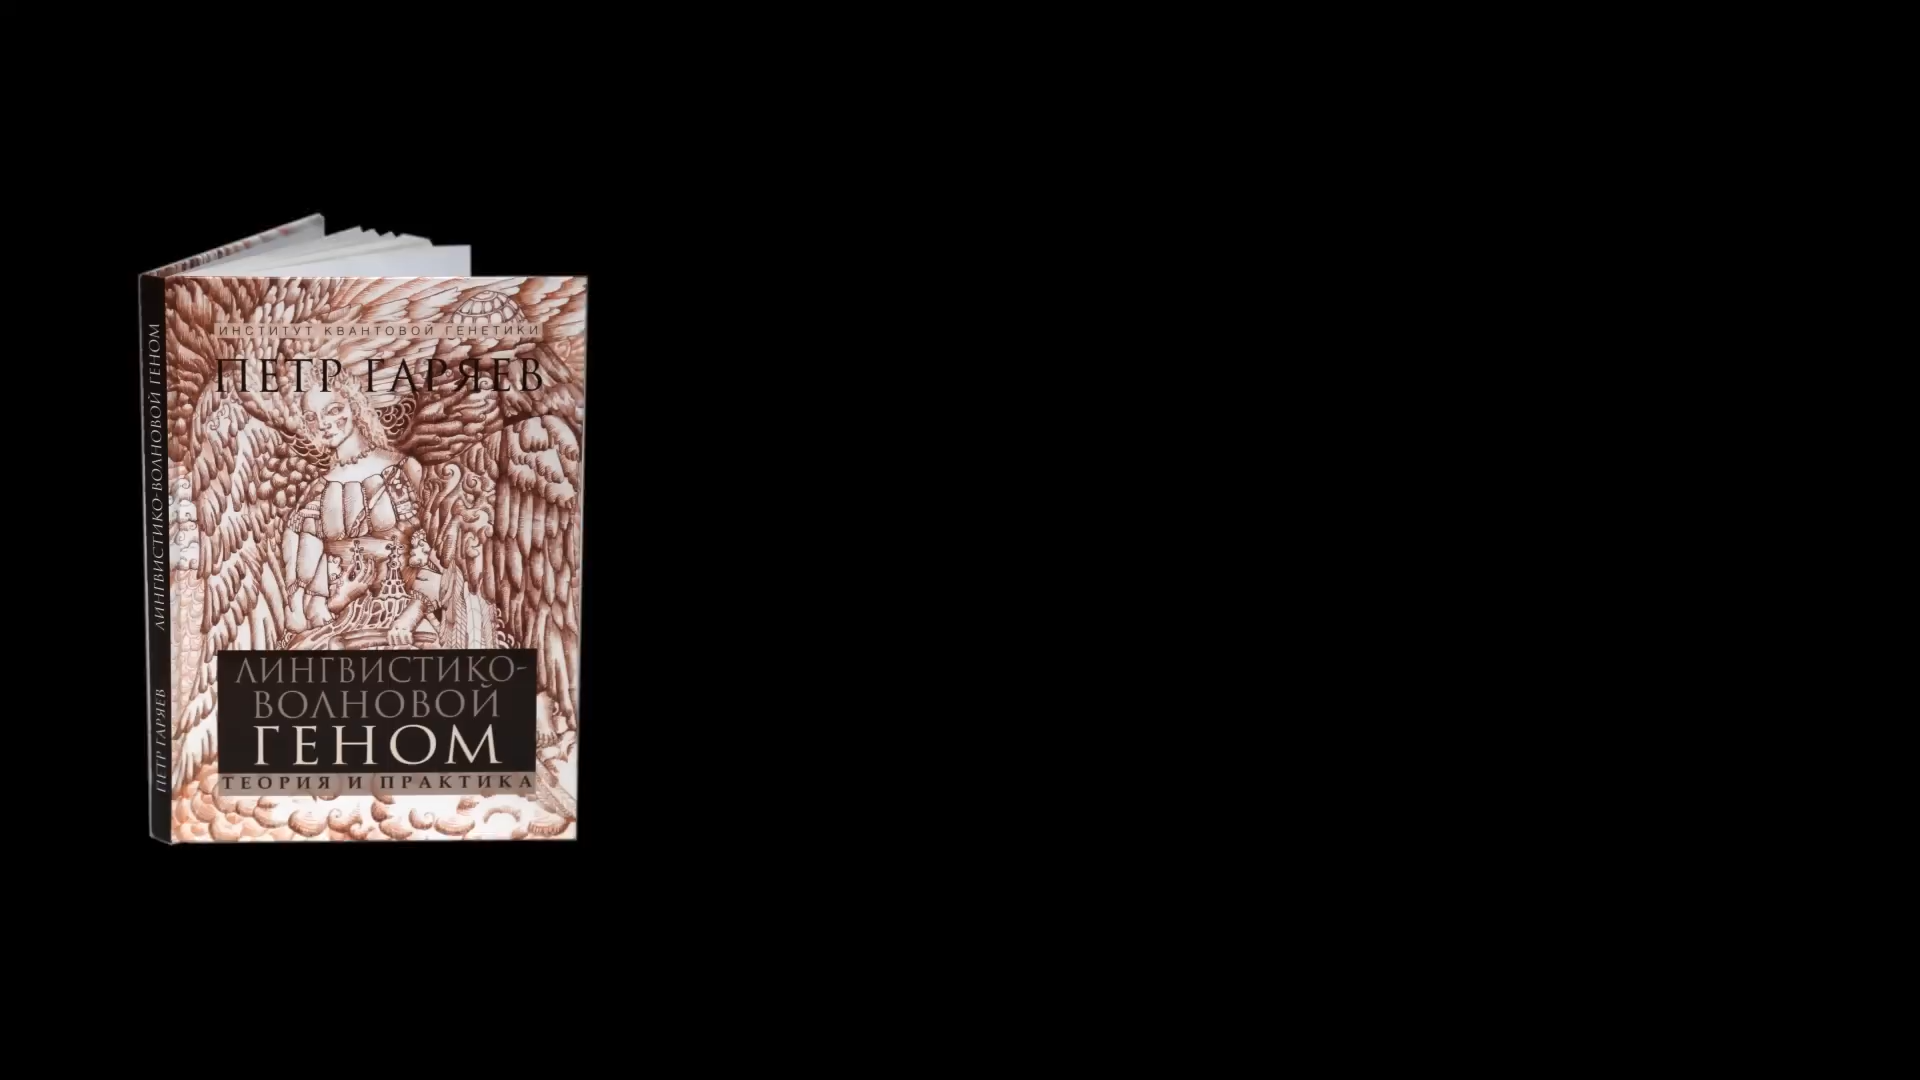 ИНСТИТУТ КВАНТОВОЙ ГЕНЕТИКИ
ПЕТР ГАРЯЕВ
ЛИНГВИСТИКО-
ВОЛНОВОЙ
ГЕНОМ
ТЕОРИЯ И ПРАКТИКА
ПЕТР ГАРЯЕВ ЛИНГВИСТИКО-ВОЛНОВОЙ ГЕНОМ